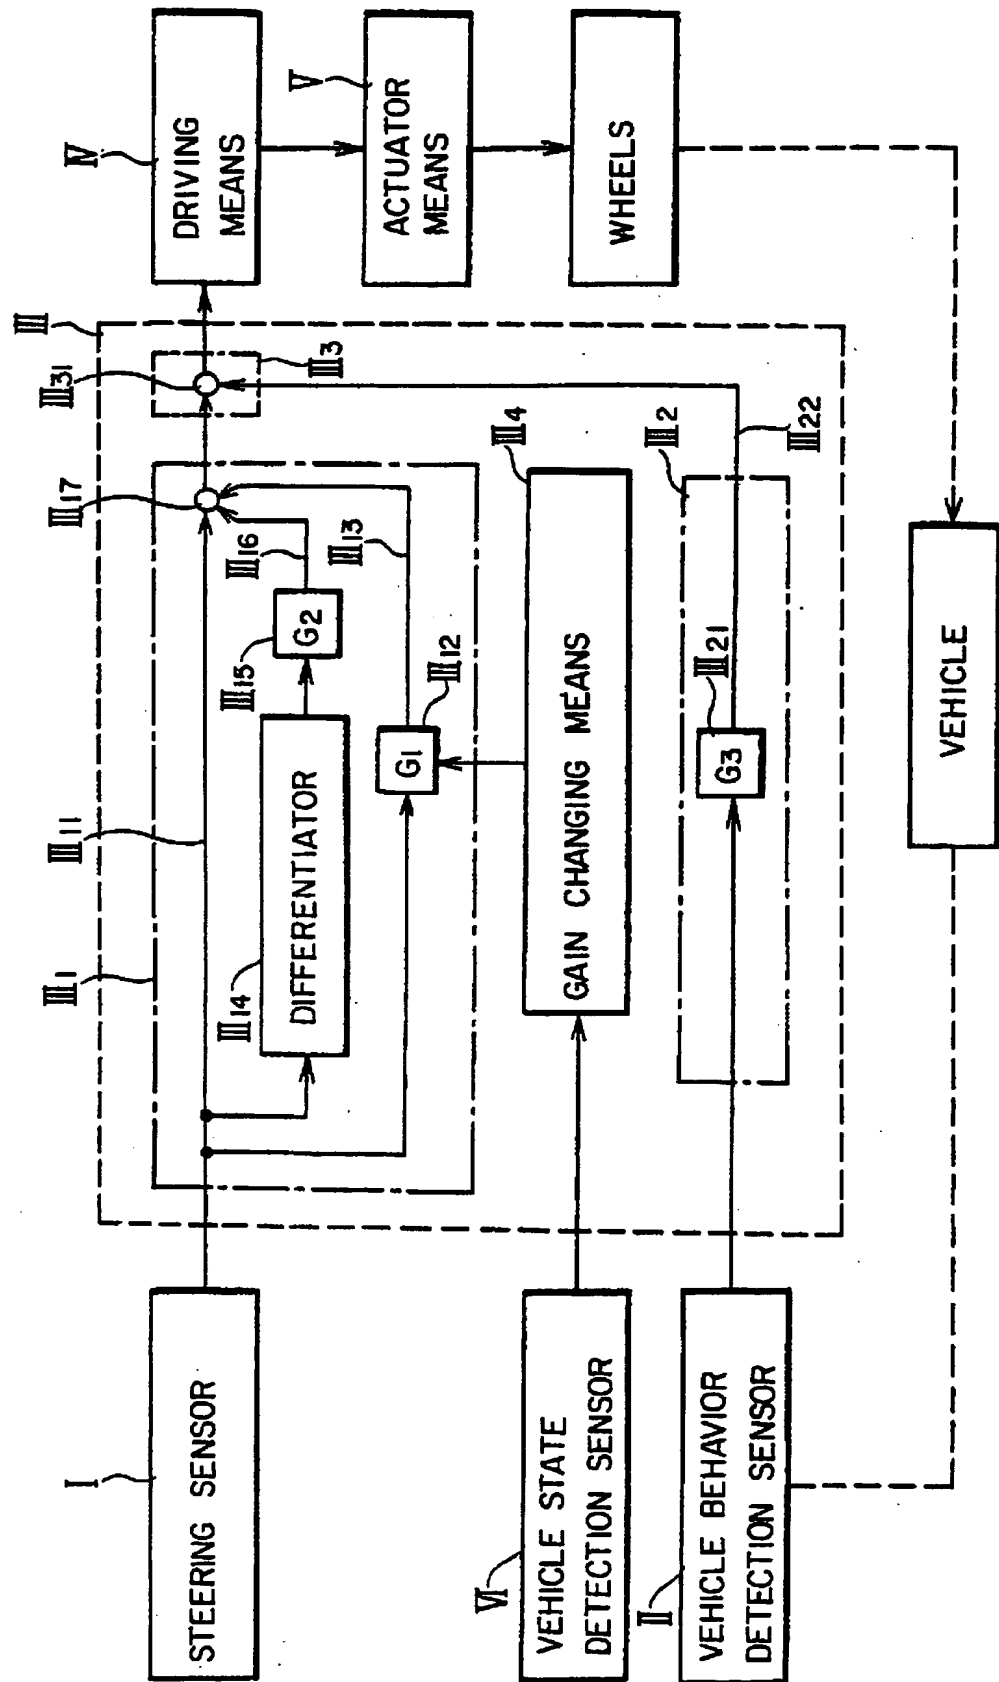 I
STEERING SENSOR
VI
VEHICLE STATE
DETECTION SENSOR
II
VEHICLE BEHAVIOR
DETECTION SENSOR
III
III1
III11
III14
DIFFERENTIATOR
III15
G2
III16
III17
III12
G1
III13
III31
III3
III4
GAIN CHANGING MEANS
III2
III21
G3
III22
IV
DRIVING
MEANS
V
ACTUATOR
MEANS
WHEELS
VEHICLE